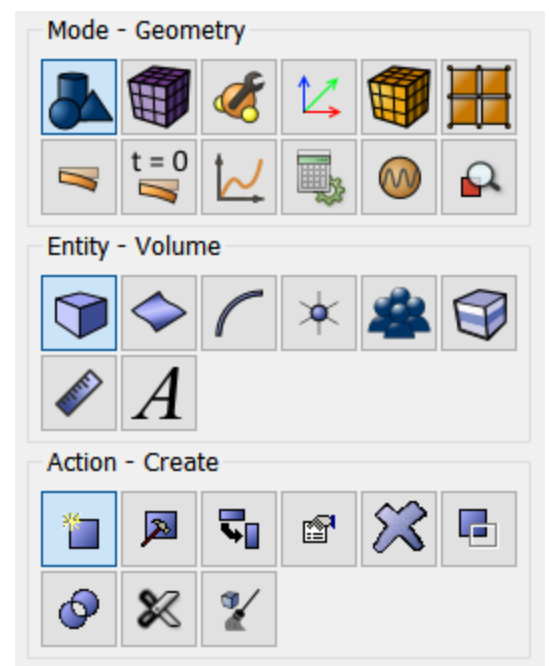 Mode - Geometry
t = 0
Entity - Volume
A
Action - Create